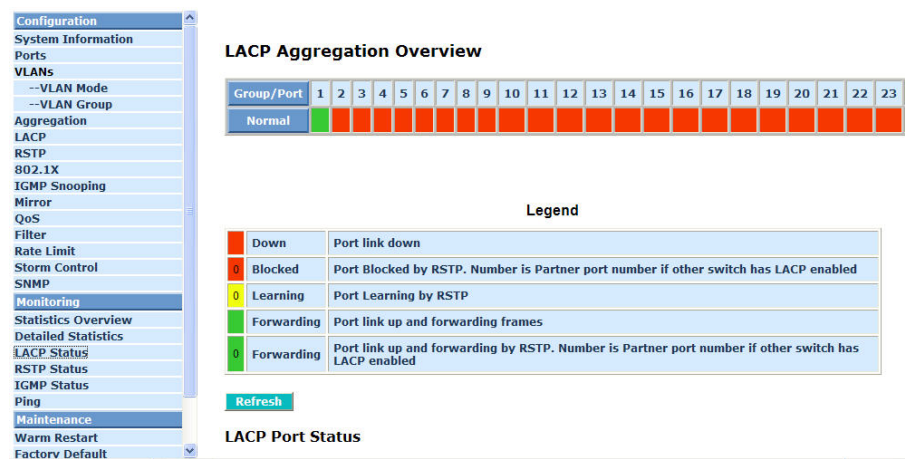 Configuration
System Information
Ports
VLANs
--VLAN Mode
--VLAN Group
Aggregation
LACP
RSTP
802.1X
IGMP Snooping
Mirror
QoS
Filter
Rate Limit
Storm Control
SNMP
Monitoring
Statistics Overview
Detailed Statistics
LACP Status
RSTP Status
IGMP Status
Ping
Maintenance
Warm Restart
Factory Default
LACP Aggregation Overview
Group/Port 1 2 3 4 5 6 7 8 9 10 11 12 13 14 15 16 17 18 19 20 21 22 23
Normal
Legend
Down Port link down
0 Blocked Port Blocked by RSTP. Number is Partner port number if other switch has LACP enabled
0 Learning Port Learning by RSTP
Forwarding Port link up and forwarding frames
0 Forwarding Port link up and forwarding by RSTP. Number is Partner port number if other switch has
LACP enabled
Refresh
LACP Port Status